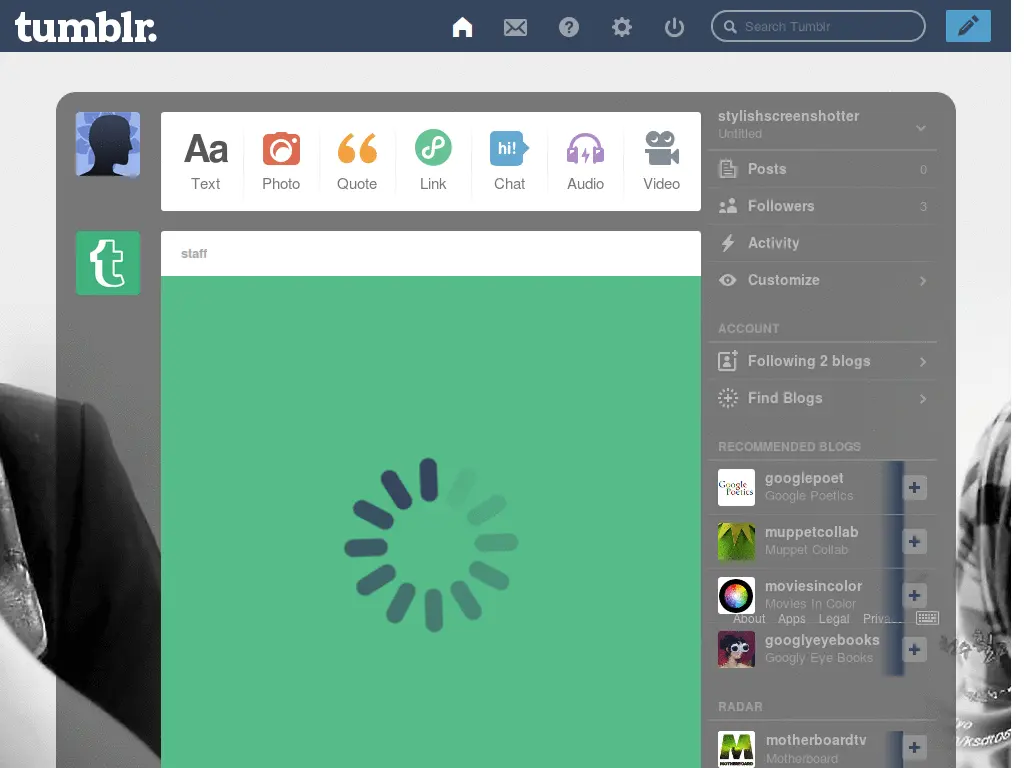 tumblr.
Search Tumblr
Aa
Text
Photo
Quote
Link
hi!
Chat
Audio
Video
staff
stylishscreenshotter
Untitled
Posts 0
Followers 3
Activity
Customize
ACCOUNT
Following 2 blogs
Find Blogs
RECOMMENDED BLOGS
Google
Poetics
googlepoet
Google Poetics
muppetcollab
Muppet Collab
moviesincolor
Movies In Color
About Apps Legal Priva...
googlyeyebooks
Googly Eye Books
RADAR
motherboardtv
Motherboard
MOTHERBOARD